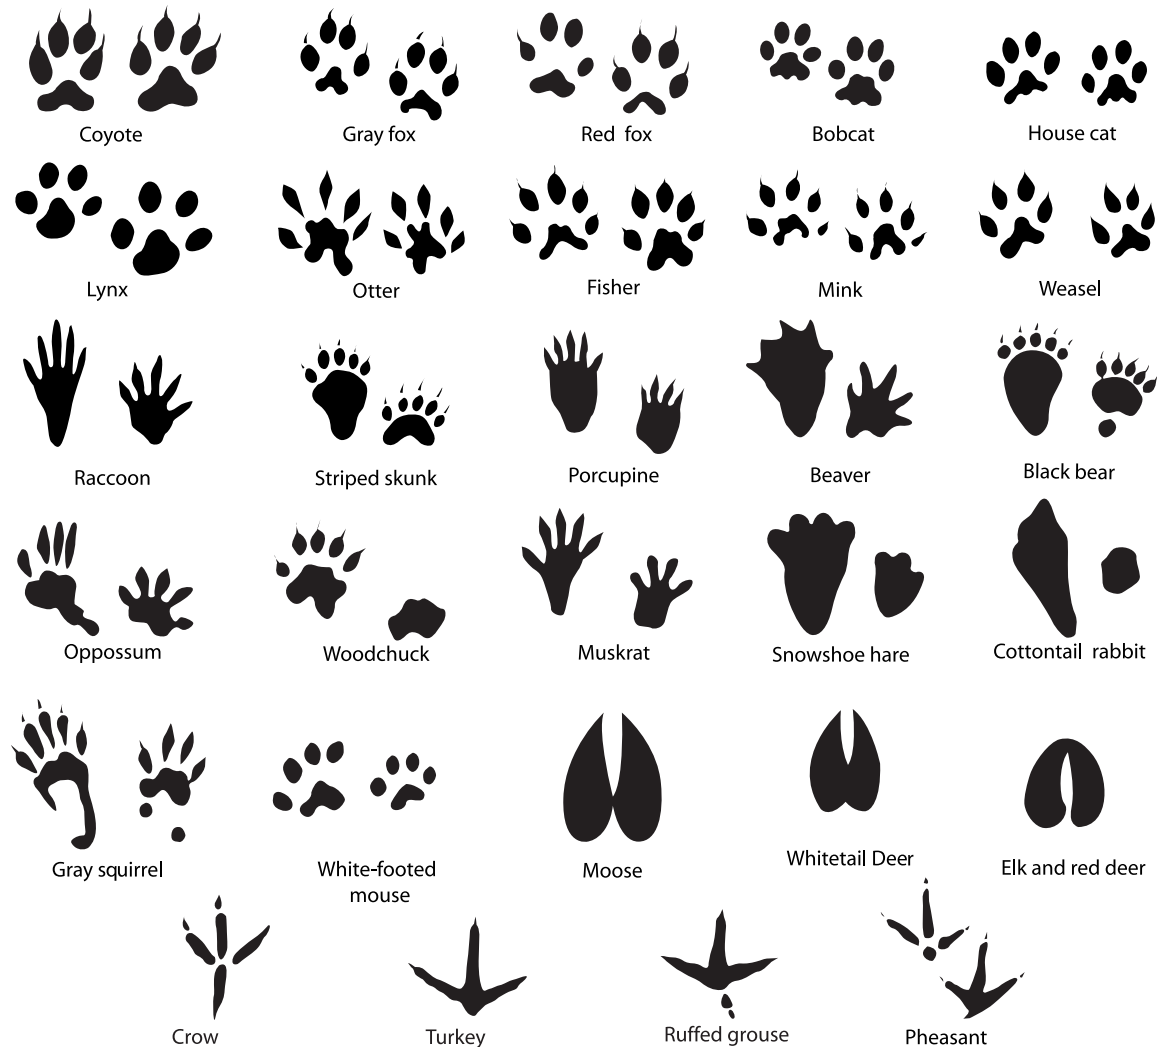 Coyote
Gray fox
Red fox
Bobcat
House cat
Lynx
Otter
Fisher
Mink
Weasel
Raccoon
Striped skunk
Porcupine
Beaver
Black bear
Oppossum
Woodchuck
Muskrat
Snowshoe hare
Cottontail rabbit
Gray squirrel
White-footed
mouse
Moose
Whitetail Deer
Elk and red deer
Crow
Turkey
Ruffed grouse
Pheasant